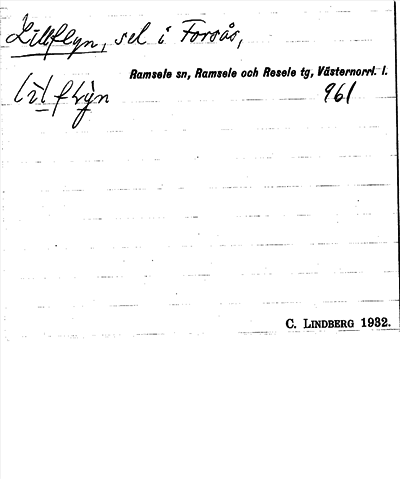 Lillflyn, sel i Forsås,
Ramsele sn, Ramsele och Resele tg, Västernorrl. l.
961
C. LINDBERG 1932.